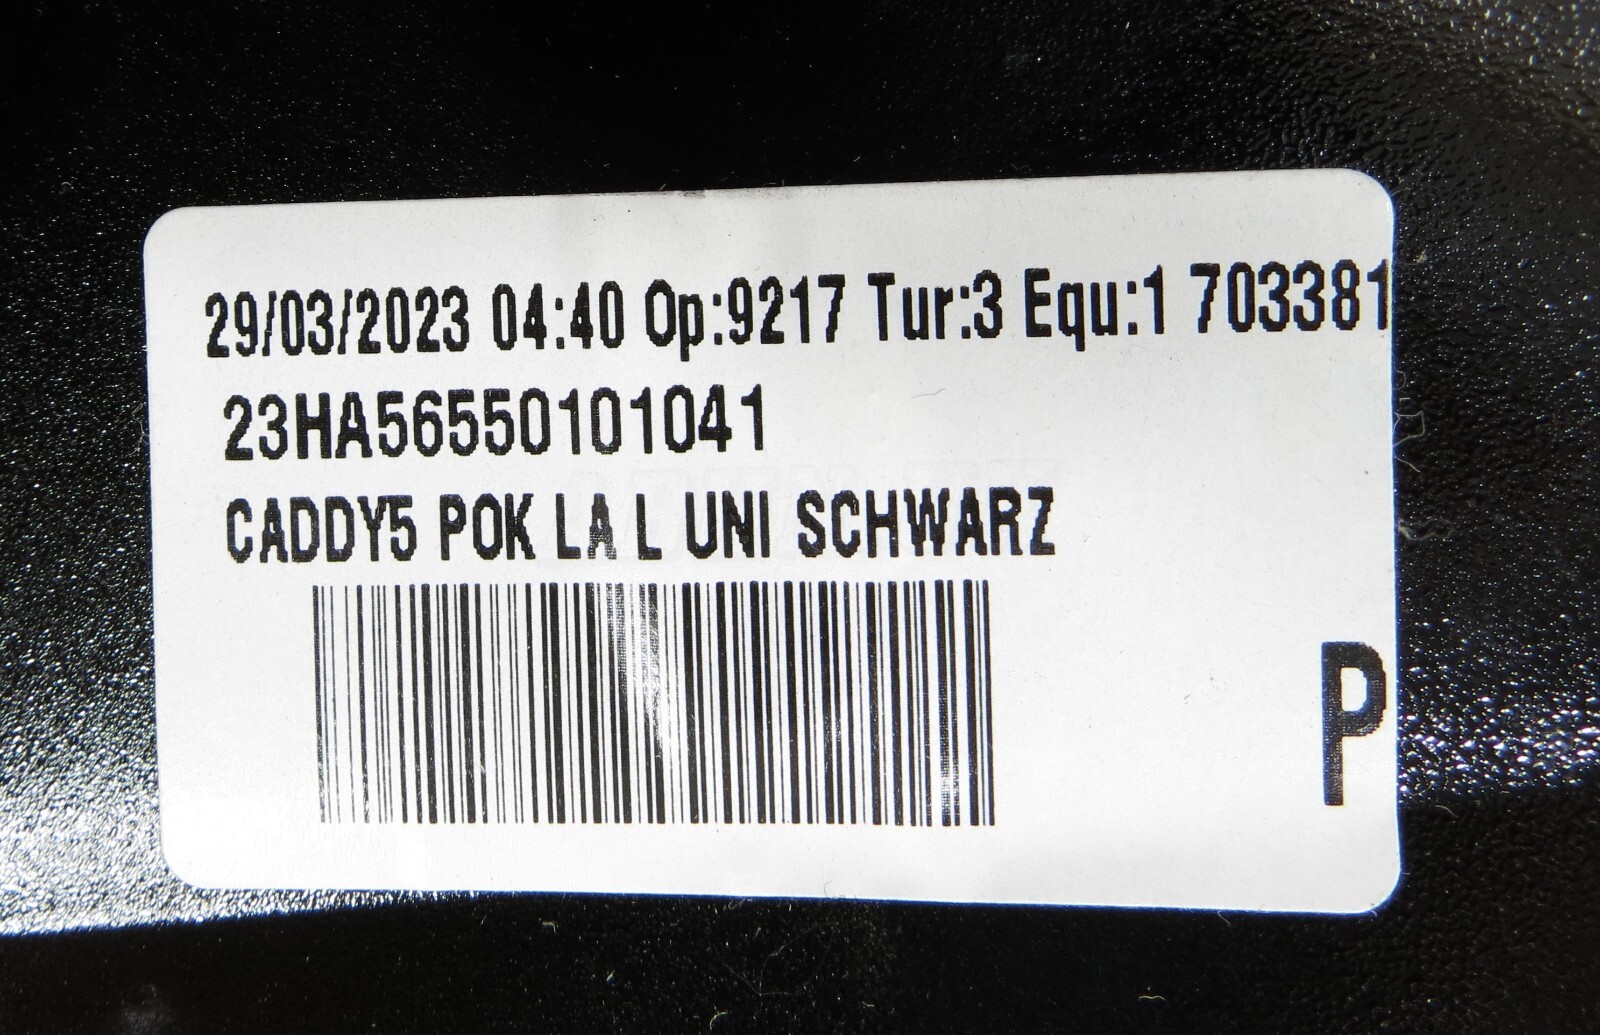 29/03/2023 04:40 Op:9217 Tur:3 Equ:1 703381
23HA56550101041
CADDY5 POK LA L UNI SCHWARZ
P